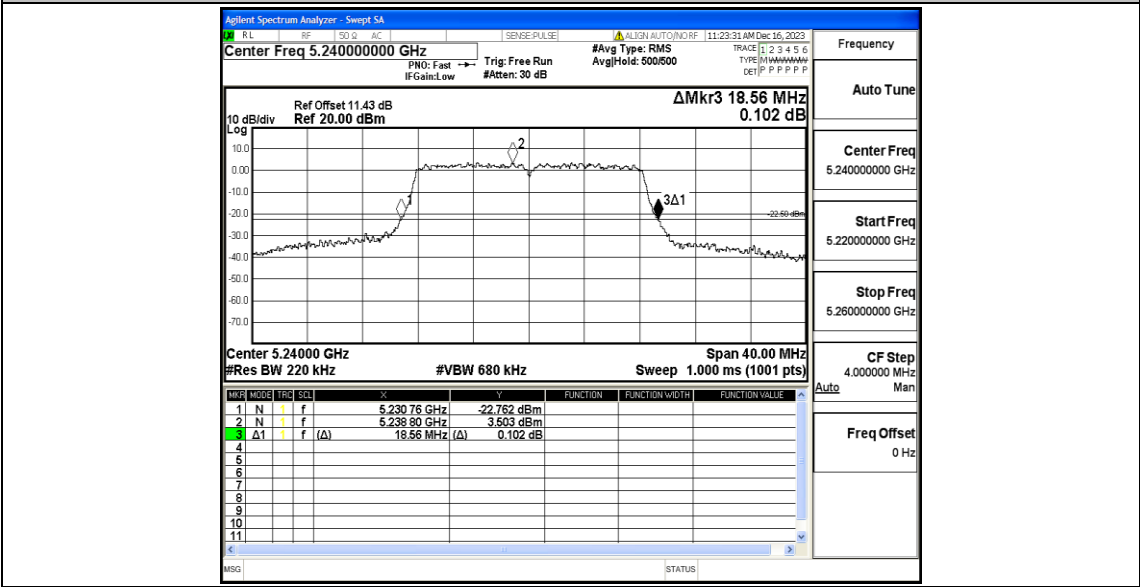 Agilent Spectrum Analyzer - Swept SA
RL RF 50 Ω AC SENSE:PULSE ALIGN AUTO/NO RF 11:23:31 AM Dec 16, 2023
Center Freq 5.240000000 GHz
PNO: Fast
IFGain:Low
Trig: Free Run
#Atten: 30 dB
#Avg Type: RMS
Avg|Hold: 500/500
TRACE 1 2 3 4 5 6
TYPE M WWWWW
DET P P P P P P
Ref Offset 11.43 dB
10 dB/div Ref 20.00 dBm
Log
ΔMkr3 18.56 MHz
0.102 dB
10.0
0.00
-10.0
-20.0
-30.0
-40.0
-50.0
-60.0
-70.0
1
2
3Δ1
-22.50 dBm
Center 5.24000 GHz Span 40.00 MHz
#Res BW 220 kHz #VBW 680 kHz Sweep 1.000 ms (1001 pts)
MKR MODE TRC SCL X Y FUNCTION FUNCTION WIDTH FUNCTION VALUE
1 N 1 f 5.230 76 GHz -22.762 dBm
2 N 1 f 5.238 80 GHz 3.503 dBm
3 Δ1 1 f (Δ) 18.56 MHz (Δ) 0.102 dB
4
5
6
7
8
9
10
11
MSG STATUS
Frequency
Auto Tune
Center Freq
5.240000000 GHz
Start Freq
5.220000000 GHz
Stop Freq
5.260000000 GHz
CF Step
4.000000 MHz
Auto Man
Freq Offset
0 Hz